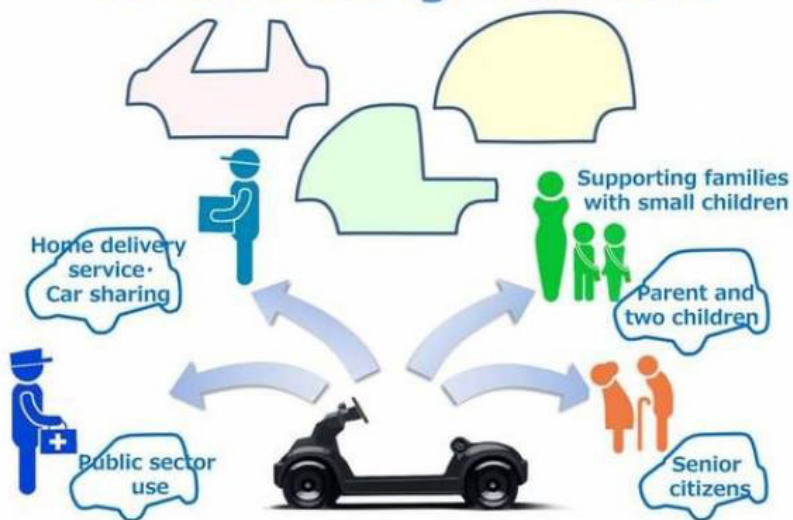 Supporting families
with small children
Home delivery
service・
Car sharing
Parent and
two children
Public sector
use
Senior
citizens